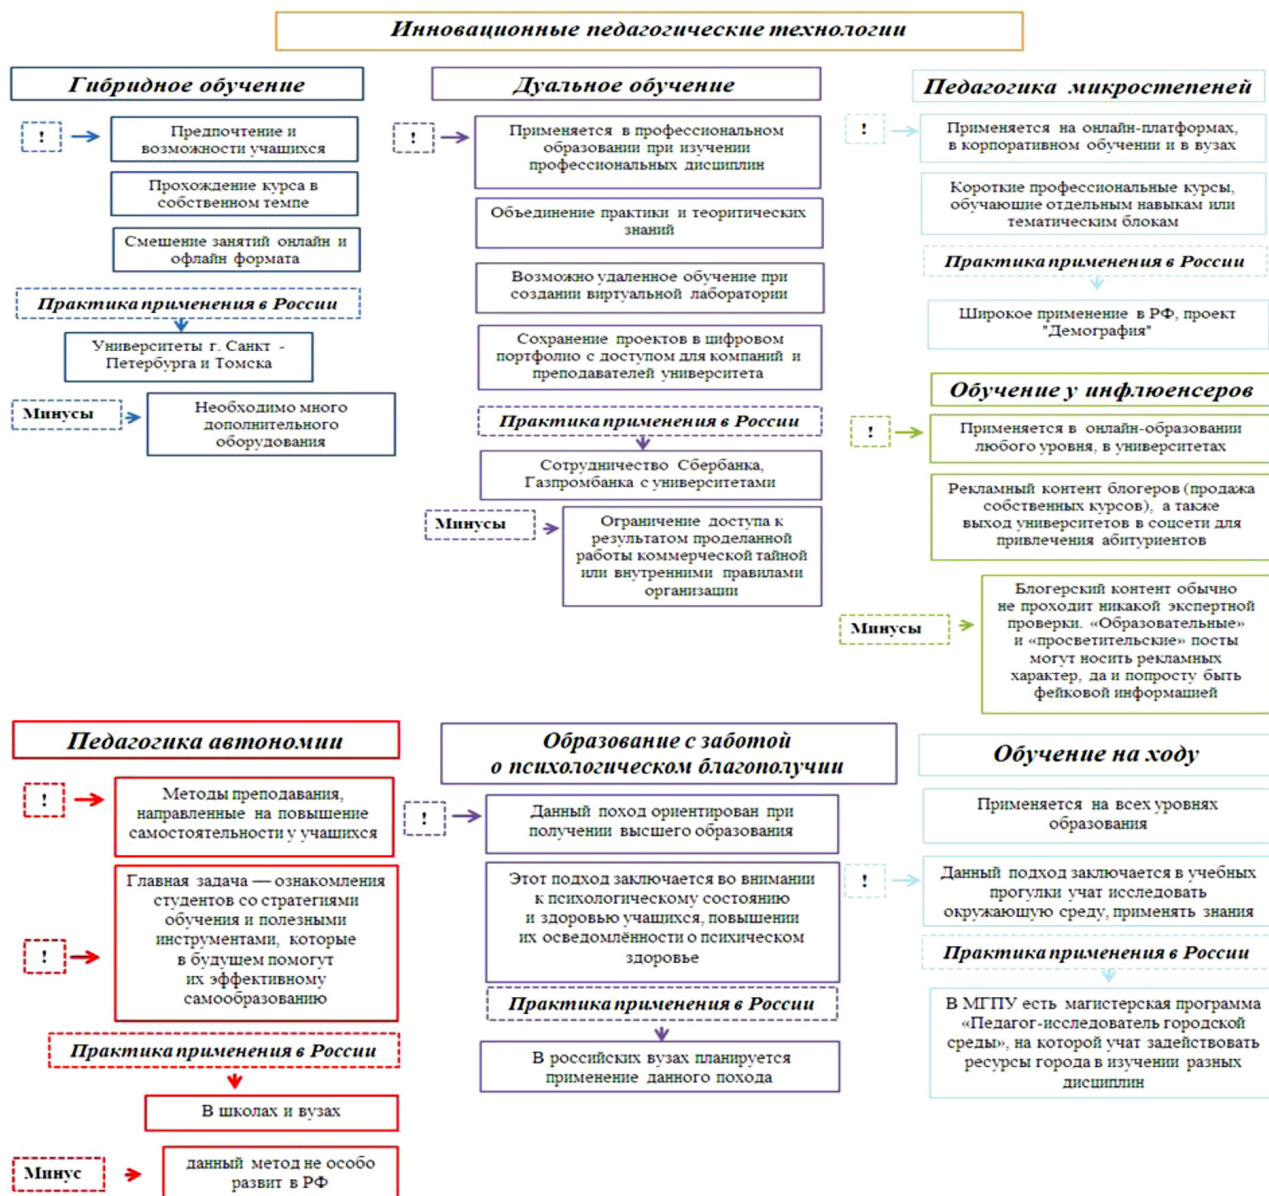 Инновационные педагогические технологии
Гибридное обучение
!
Предпочтение и
возможности учащихся
Прохождение курса в
собственном темпе
Смешение занятий онлайн и
офлайн формата
Практика применения в России
Университеты г. Санкт -
Петербурга и Томска
Минусы
Необходимо много
дополнительного
оборудования
Дуальное обучение
!
Применяется в профессиональном
образовании при изучении
профессиональных дисциплин
Объединение практики и теоритических
знаний
Возможно удаленное обучение при
создании виртуальной лаборатории
Сохранение проектов в цифровом
портфолио с доступом для компаний и
преподавателей университета
Практика применения в России
Сотрудничество Сбербанка,
Газпромбанка с университетами
Минусы
Ограничение доступа к
результатом проделанной
работы коммерческой тайной
или внутренними правилами
организации
Педагогика микростепеней
!
Применяется на онлайн-платформах,
в корпоративном обучении и в вузах
Короткие профессиональные курсы,
обучающие отдельным навыкам или
тематическим блокам
Практика применения в России
Широкое применение в РФ, проект
"Демография"
Обучение у инфлюенсеров
!
Применяется в онлайн-образовании
любого уровня, в университетах
Рекламный контент блогеров (продажа
собственных курсов), а также
выход университетов в соцсети для
привлечения абитуриентов
Минусы
Блогерский контент обычно
не проходит никакой экспертной
проверки. «Образовательные»
и «просветительские» посты
могут носить рекламных
характер, да и попросту быть
фейковой информацией
Педагогика автономии
!
Методы преподавания,
направленные на повышение
самостоятельности у учащихся
!
Главная задача — ознакомления
студентов со стратегиями
обучения и полезными
инструментами, которые
в будущем помогут
их эффективному
самообразованию
Практика применения в России
В школах и вузах
Минус
данный метод не особо
развит в РФ
Образование с заботой
о психологическом благополучии
!
Данный поход ориентирован при
получении высшего образования
Этот подход заключается во внимании
к психологическому состоянию
и здоровью учащихся, повышении
их осведомлённости о психическом
здоровье
Практика применения в России
В российских вузах планируется
применение данного похода
Обучение на ходу
Применяется на всех уровнях
образования
!
Данный подход заключается в учебных
прогулки учат исследовать
окружающую среду, применять знания
Практика применения в России
В МГПУ есть магистерская программа
«Педагог-исследователь городской
среды», на которой учат задействовать
ресурсы города в изучении разных
дисциплин